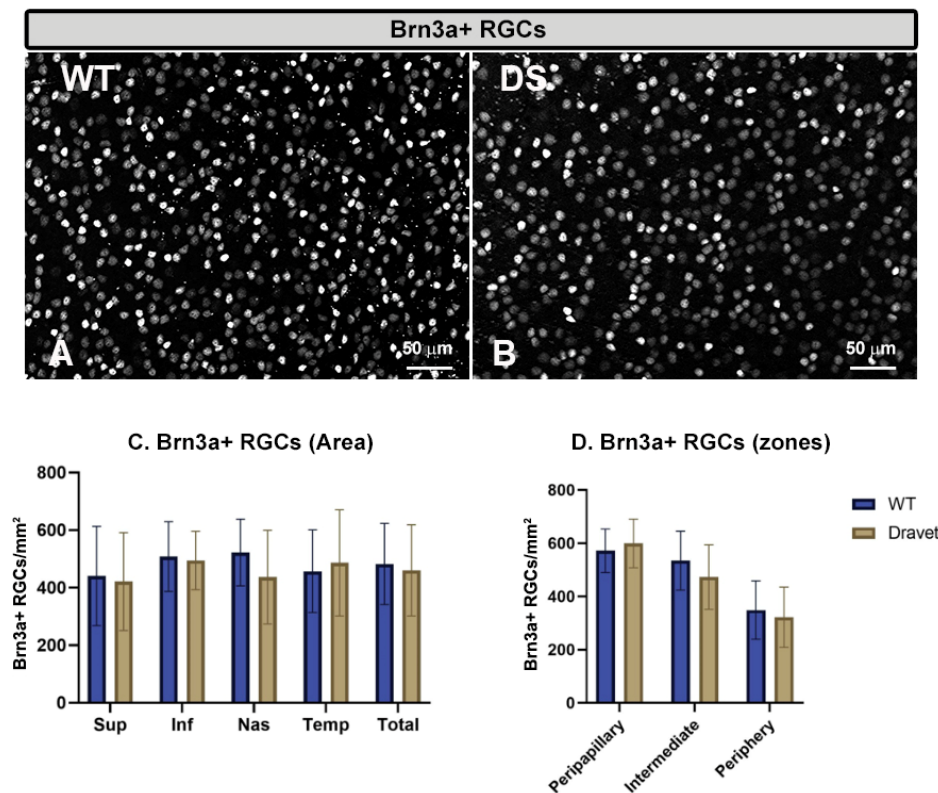 Brn3a+ RGCs
WT
DS
A
50 μm
B
50 μm
C. Brn3a+ RGCs (Area)
Brn3a+ RGCs/mm²
800
600
400
200
0
Sup Inf Nas Temp Total
D. Brn3a+ RGCs (zones)
Brn3a+ RGCs/mm²
800
600
400
200
0
Peripapillary
Intermediate
Periphery
WT
Dravet